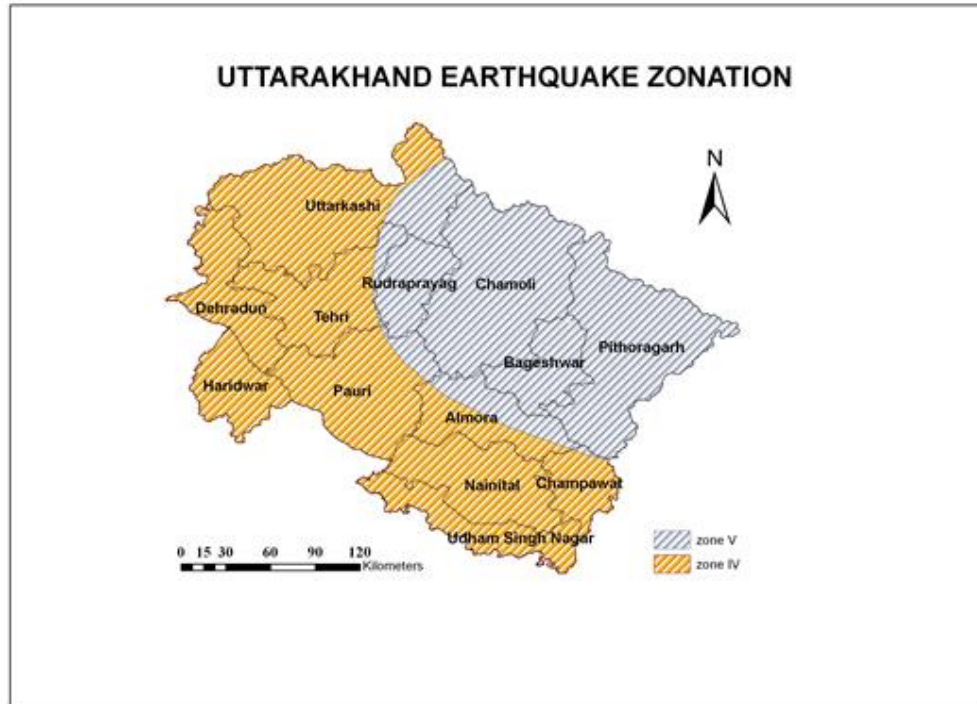 UTTARAKHAND EARTHQUAKE ZONATION
N
Uttarkashi
Rudraprayag
Chamoli
Dehradun
Tehri
Pithoragarh
Bageshwar
Haridwar
Pauri
Almora
Nainital
Champawat
Udham Singh Nagar
zone V
zone IV
0 15 30 60 90 120
Kilometers